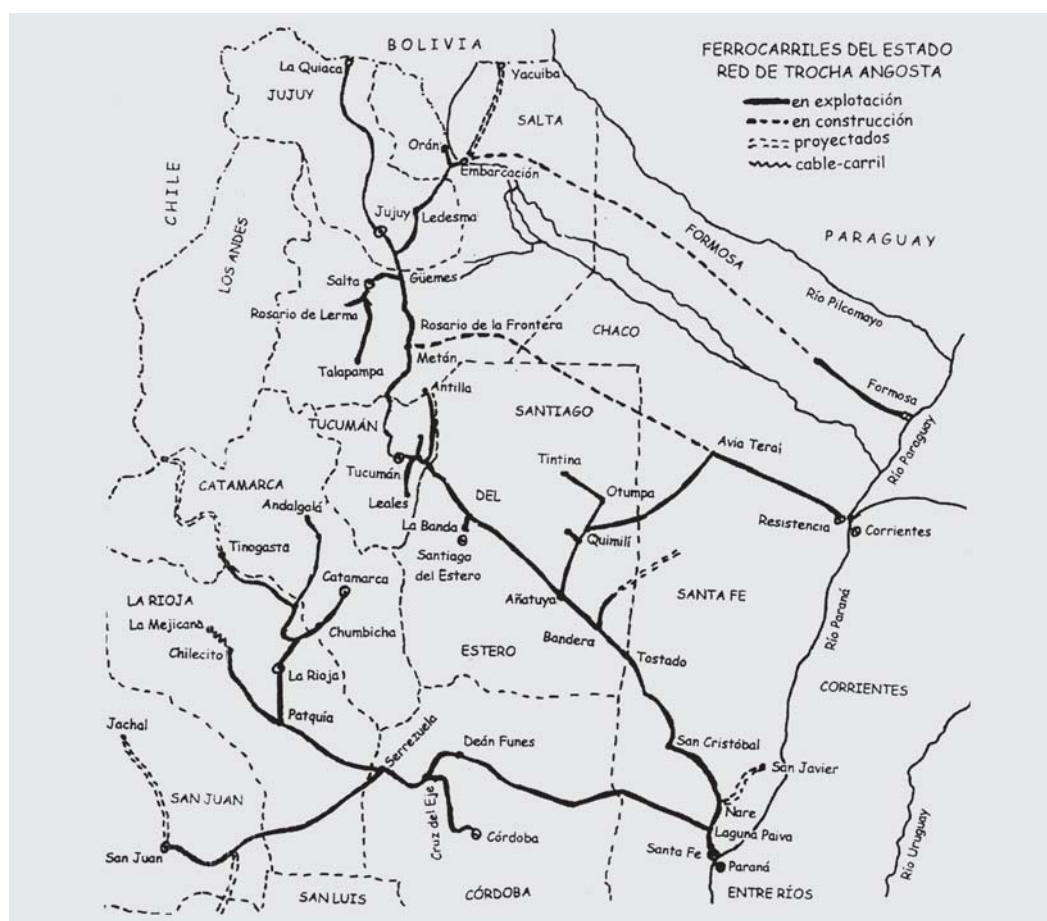 BOLIVIA
FERROCARRILES DEL ESTADO
RED DE TROCHA ANGOSTA
en explotación
en construcción
proyectados
cable-carril
La Quiaca
Yacuiba
JUJUY
SALTA
Orán
Embarcación
CHILE
Jujuy
Ledesma
LOS ANDES
FORMOSA
PARAGUAY
Güemes
Salta
Río Pilcomayo
Rosario de Lerma
Rosario de la Frontera
CHACO
Metán
Talapampa
Antilla
Formosa
TUCUMÁN
SANTIAGO
Avia Terai
Río Paraguay
Tucumán
Tintina
CATAMARCA
Leales
DEL
Otumpa
Andalgalá
La Banda
Resistencia
Corrientes
Tinogasta
Santiago
del Estero
Quimilí
Catamarca
Añatuya
SANTA FE
LA RIOJA
La Mejicana
Chumbicha
Bandera
Río Paraná
Chilecito
ESTERO
Tostado
La Rioja
CORRIENTES
Patquía
Jachal
Serrezuela
Deán Funes
San Cristóbal
San Javier
SAN JUAN
Nare
Cruz del Eje
Córdoba
Laguna Paiva
San Juan
Santa Fe
Paraná
Río Uruguay
SAN LUIS
CÓRDOBA
ENTRE RÍOS